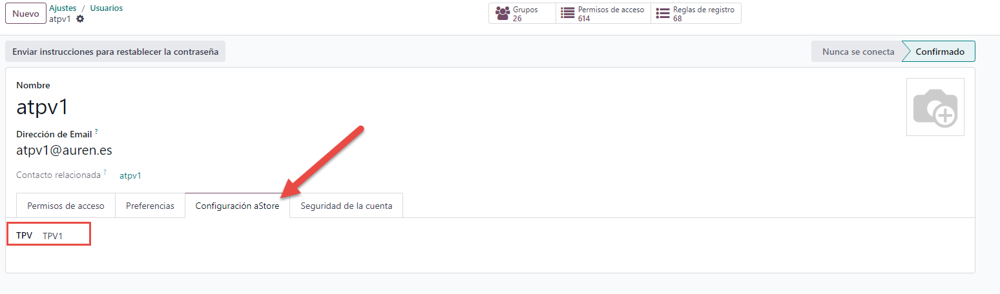 Nuevo
Ajustes / Usuarios
atpv1
Grupos
26
Permisos de acceso
614
Reglas de registro
68
Enviar instrucciones para restablecer la contraseña
Nunca se conecta
Confirmado
Nombre
atpv1
Dirección de Email ?
atpv1@auren.es
Contacto relacionada ? atpv1
Permisos de acceso
Preferencias
Configuración aStore
Seguridad de la cuenta
TPV TPV1